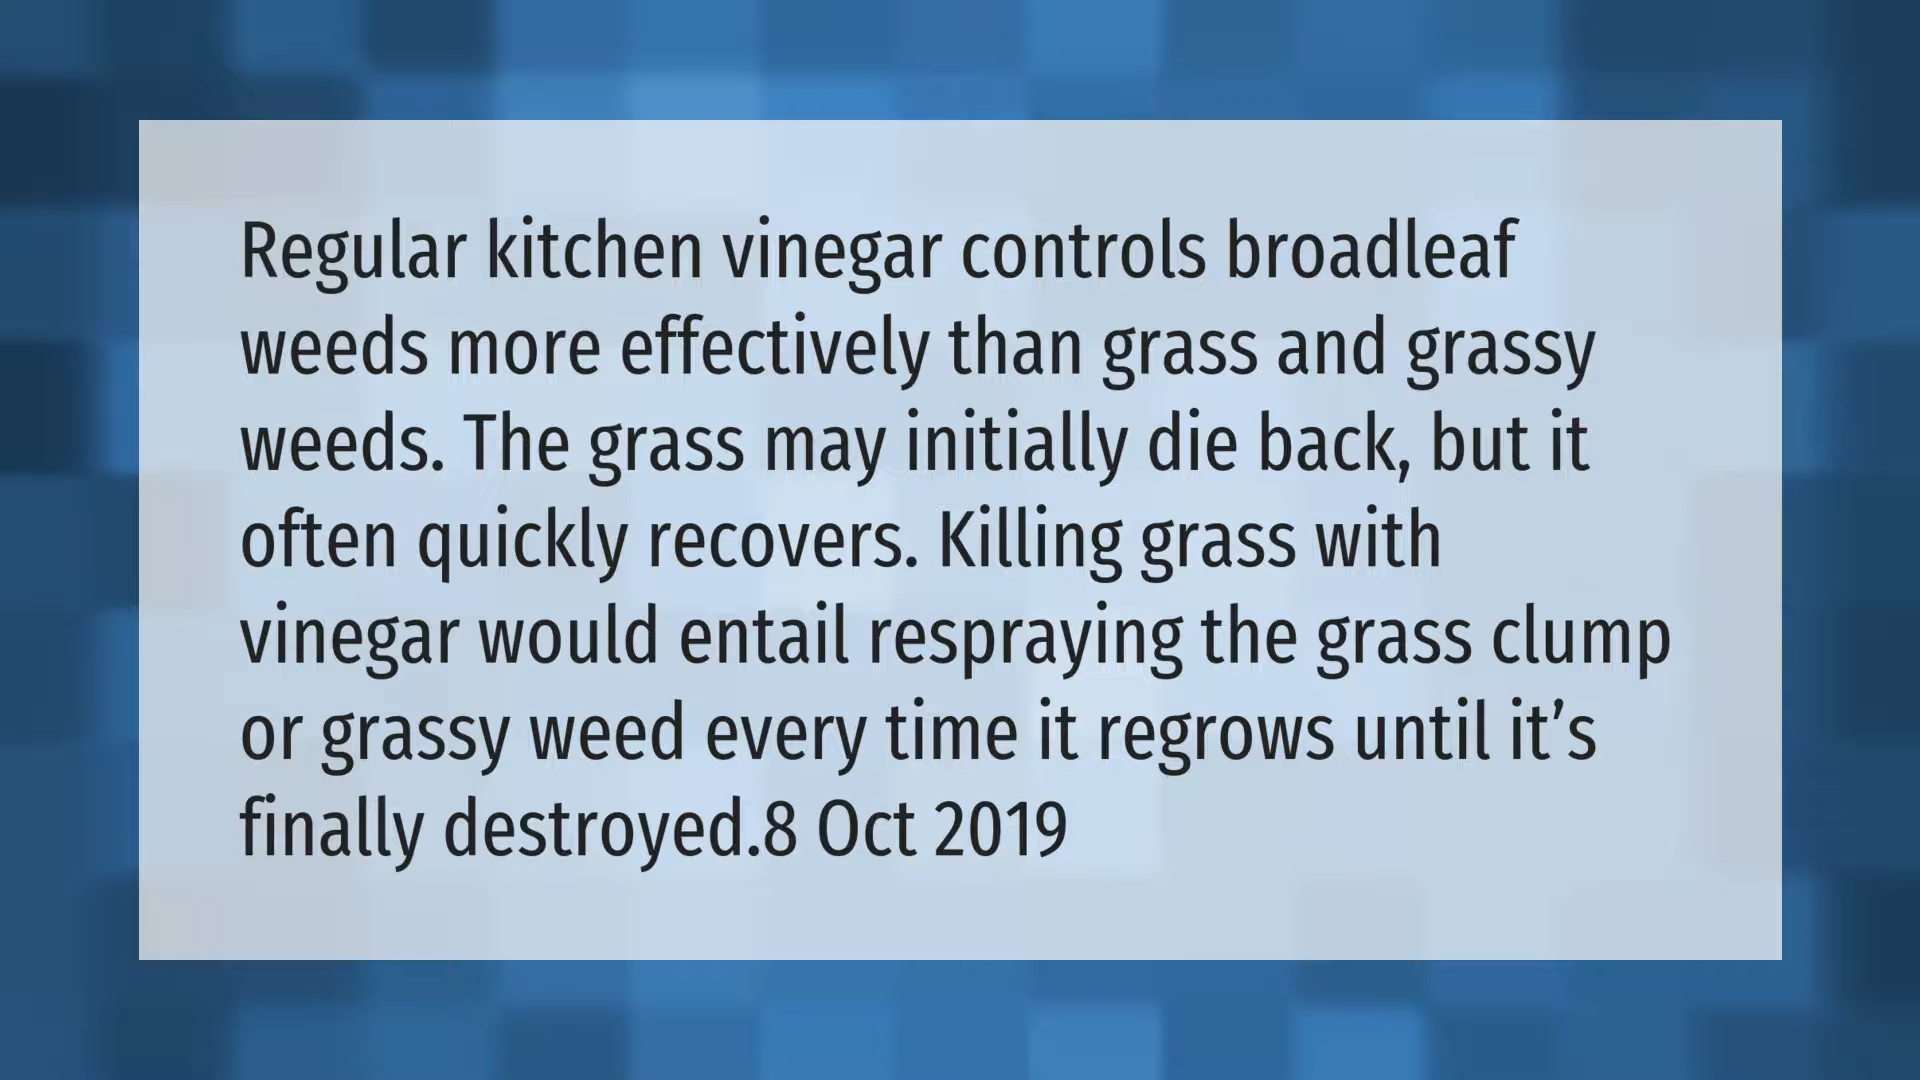 Regular kitchen vinegar controls broadleaf
weeds more effectively than grass and grassy
weeds. The grass may initially die back, but it
often quickly recovers. Killing grass with
vinegar would entail respraying the grass clump
or grassy weed every time it regrows until it’s
finally destroyed.8 Oct 2019